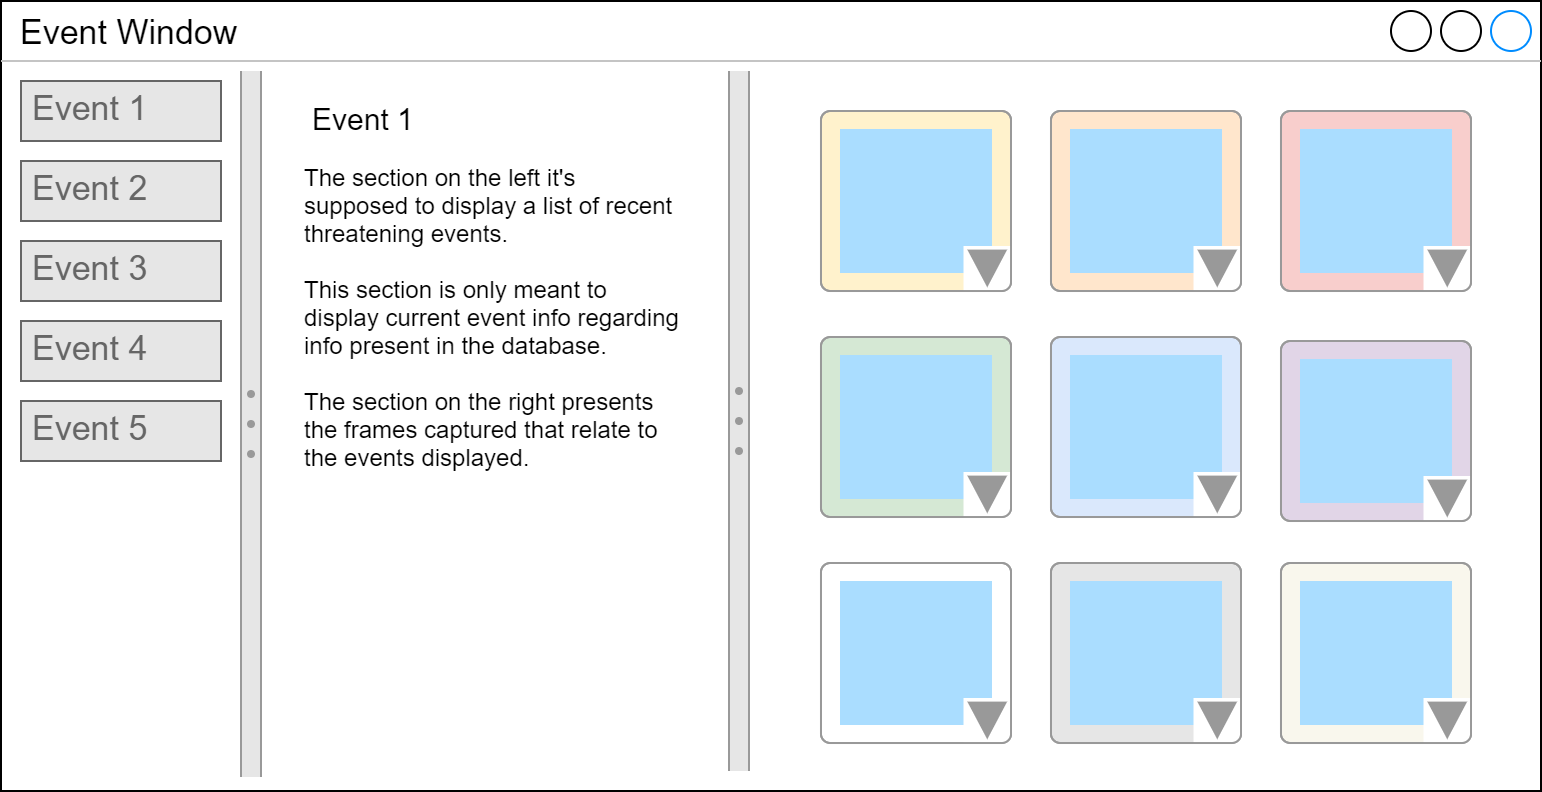 Event Window
Event 1
Event 2
Event 3
Event 4
Event 5
Event 1
The section on the left it's
supposed to display a list of recent
threatening events.
This section is only meant to
display current event info regarding
info present in the database.
The section on the right presents
the frames captured that relate to
the events displayed.